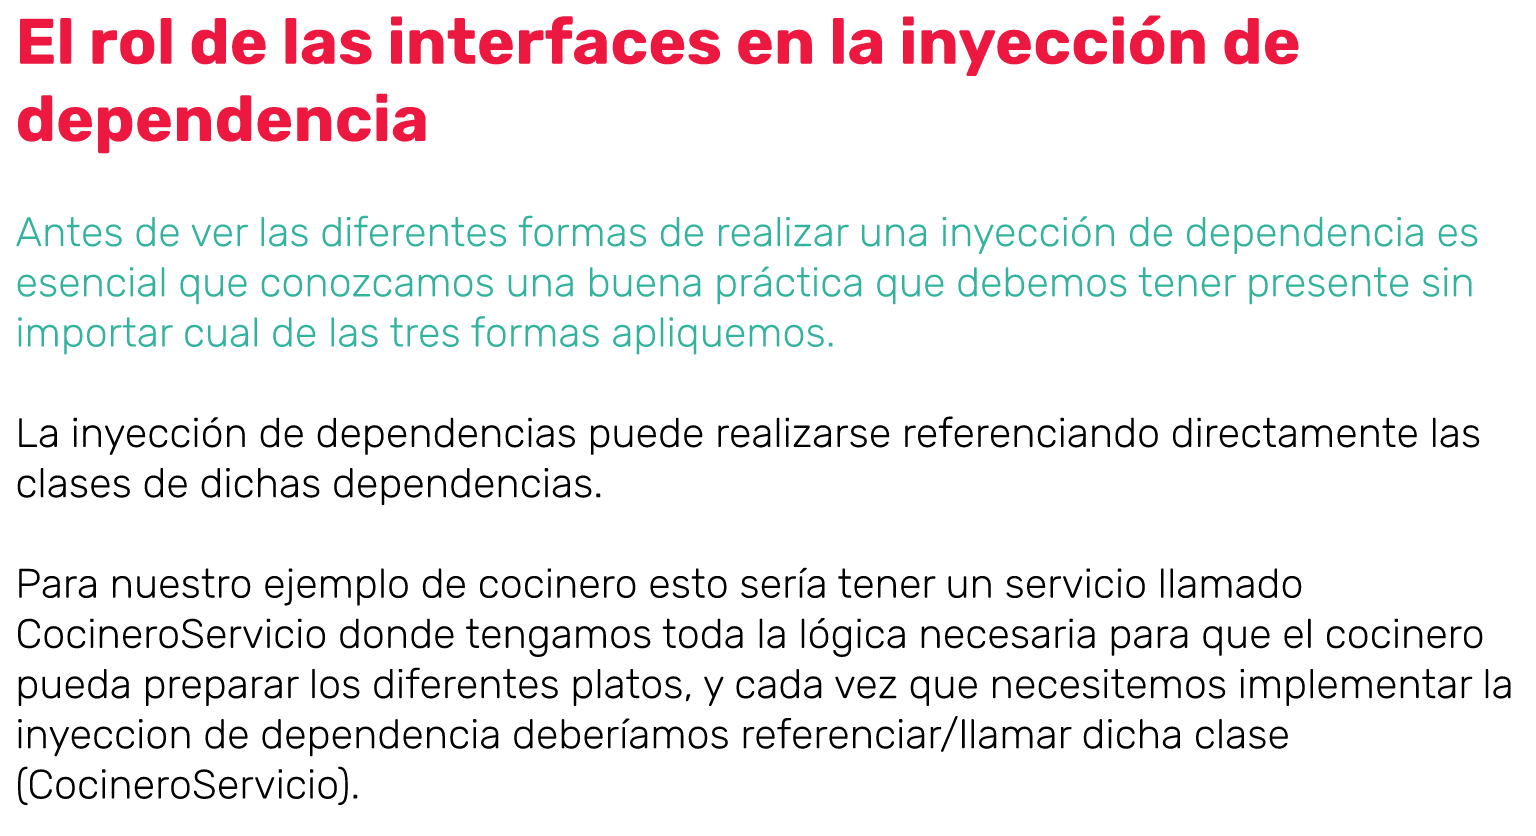 El rol de las interfaces en la inyección de
dependencia
Antes de ver las diferentes formas de realizar una inyección de dependencia es
esencial que conozcamos una buena práctica que debemos tener presente sin
importar cual de las tres formas apliquemos.
La inyección de dependencias puede realizarse referenciando directamente las
clases de dichas dependencias.
Para nuestro ejemplo de cocinero esto sería tener un servicio llamado
CocineroServicio donde tengamos toda la lógica necesaria para que el cocinero
pueda preparar los diferentes platos, y cada vez que necesitemos implementar la
inyeccion de dependencia deberíamos referenciar/llamar dicha clase
(CocineroServicio).